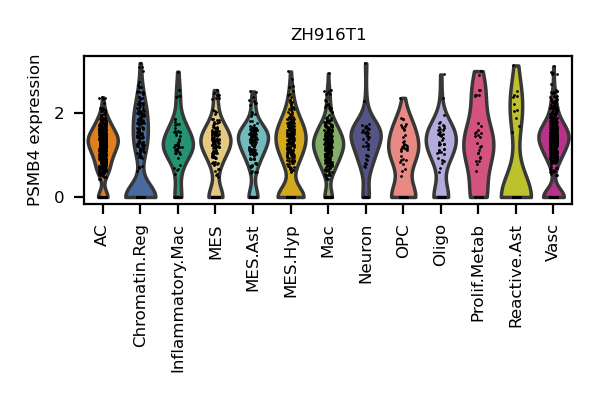 ZH916T1
PSMB4 expression
2
0
AC
Chromatin.Reg
Inflammatory.Mac
MES
MES.Ast
MES.Hyp
Mac
Neuron
OPC
Oligo
Prolif.Metab
Reactive.Ast
Vasc